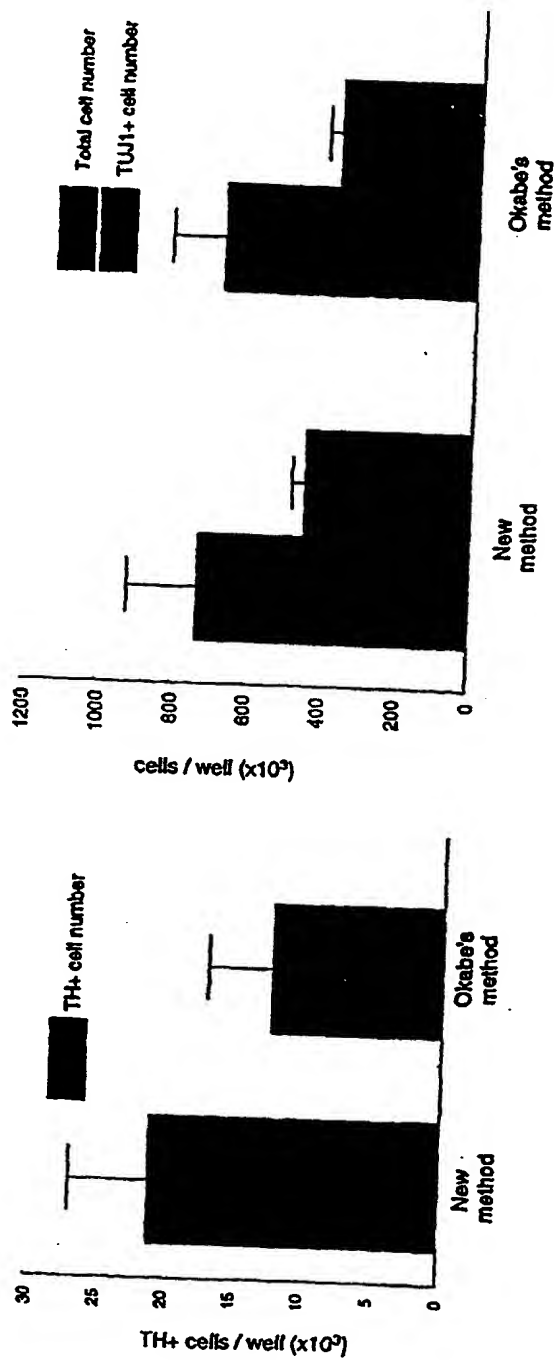 Total cell number
TUJ1+ cell number
1200
1000
800
600
400
200
0
cells / well (x10³)
New
method
Okabe's
method
TH+ cell number
30
25
20
15
10
5
0
TH+ cells / well (x10³)
New
method
Okabe's
method